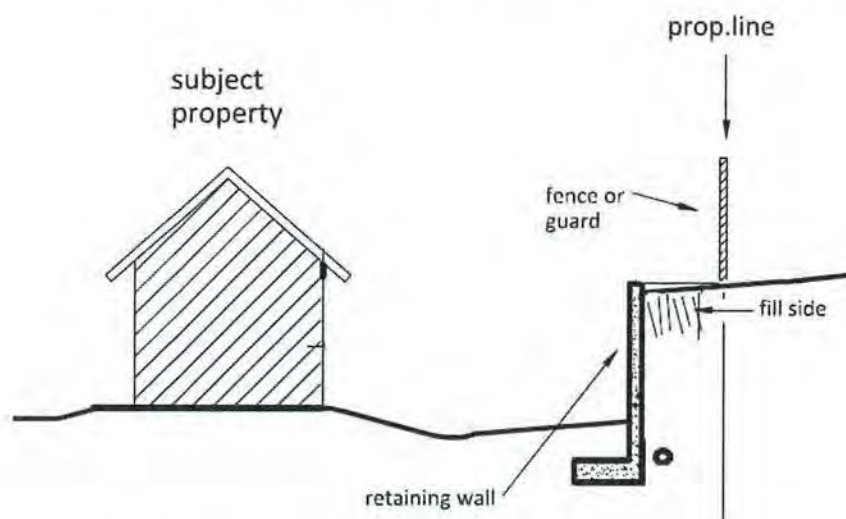 prop.line
subject
property
fence or
guard
fill side
retaining wall